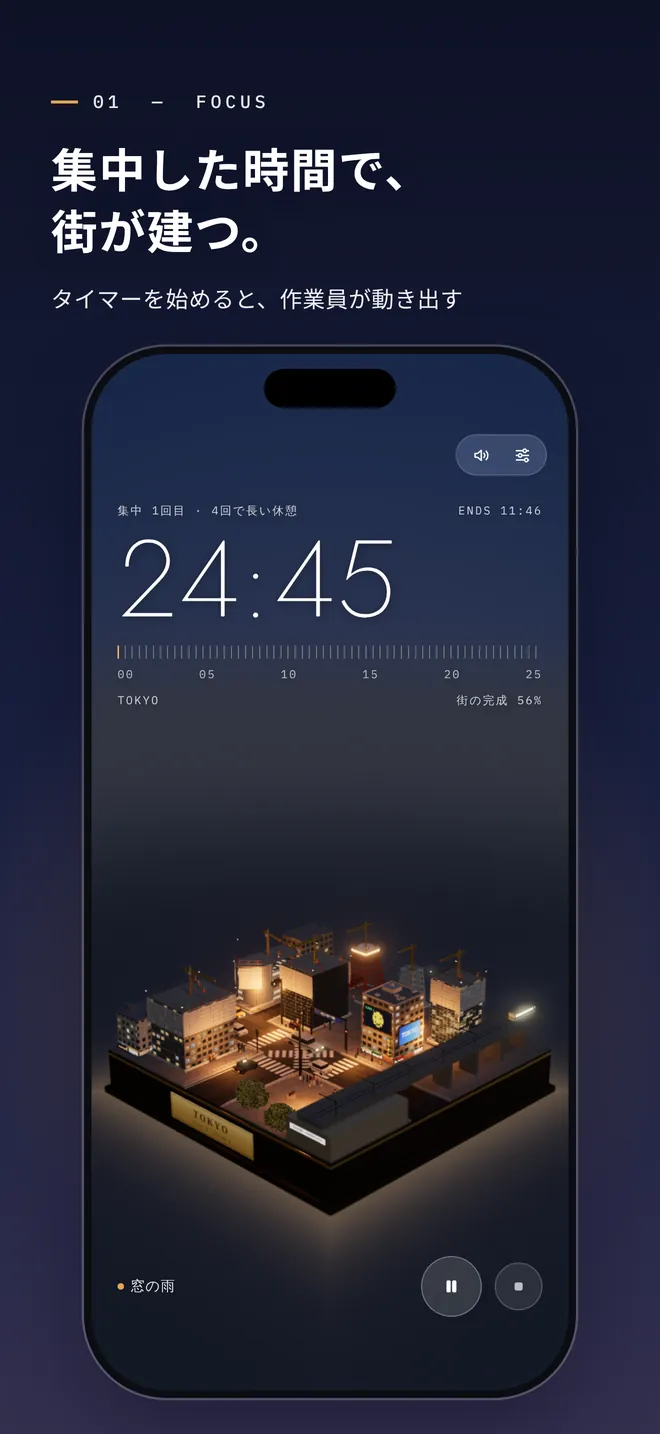 01 — FOCUS
集中した時間で、
街が建つ。
タイマーを始めると、作業員が動き出す
集中 1回目 · 4回で長い休憩
ENDS 11:46
24:45
00 05 10 15 20 25
TOKYO
街の完成 56%
TOKYO
窓の雨